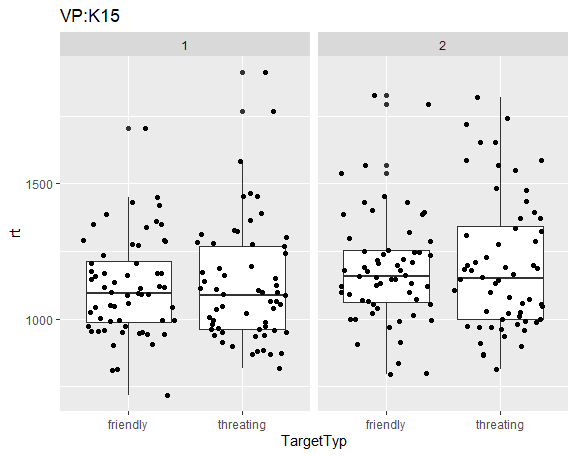 VP:K15
1
2
rt
1500
1000
friendly
threating
friendly
threating
TargetTyp